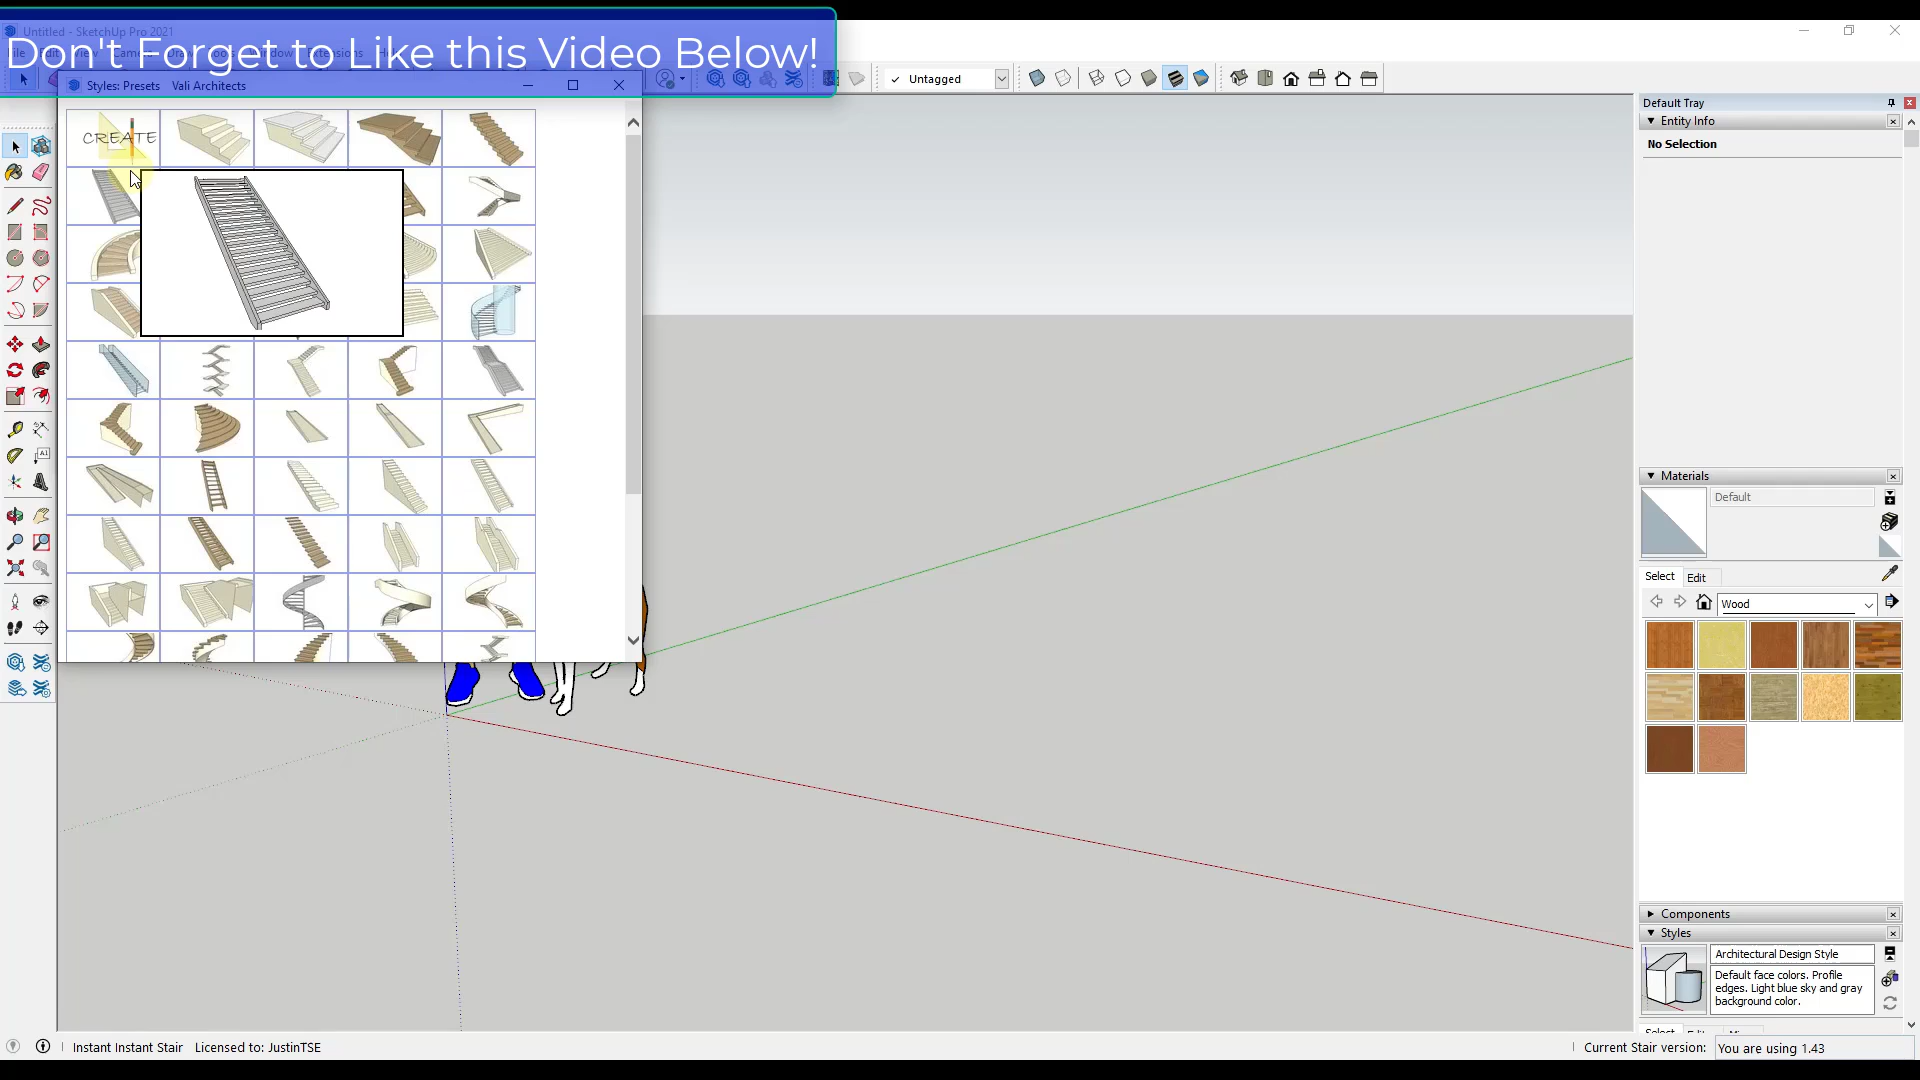 Untitled - SketchUp Pro 2021
Don't Forget to Like this Video Below!
Untagged
Styles: Presets Vali Architects
CREATE
Default Tray
Entity Info
No Selection
Materials
Default
Select Edit
Wood
Components
Styles
Architectural Design Style
Default face colors. Profile
edges. Light blue sky and gray
background color.
Instant Instant Stair Licensed to: JustinTSE
Current Stair version: You are using 1.43